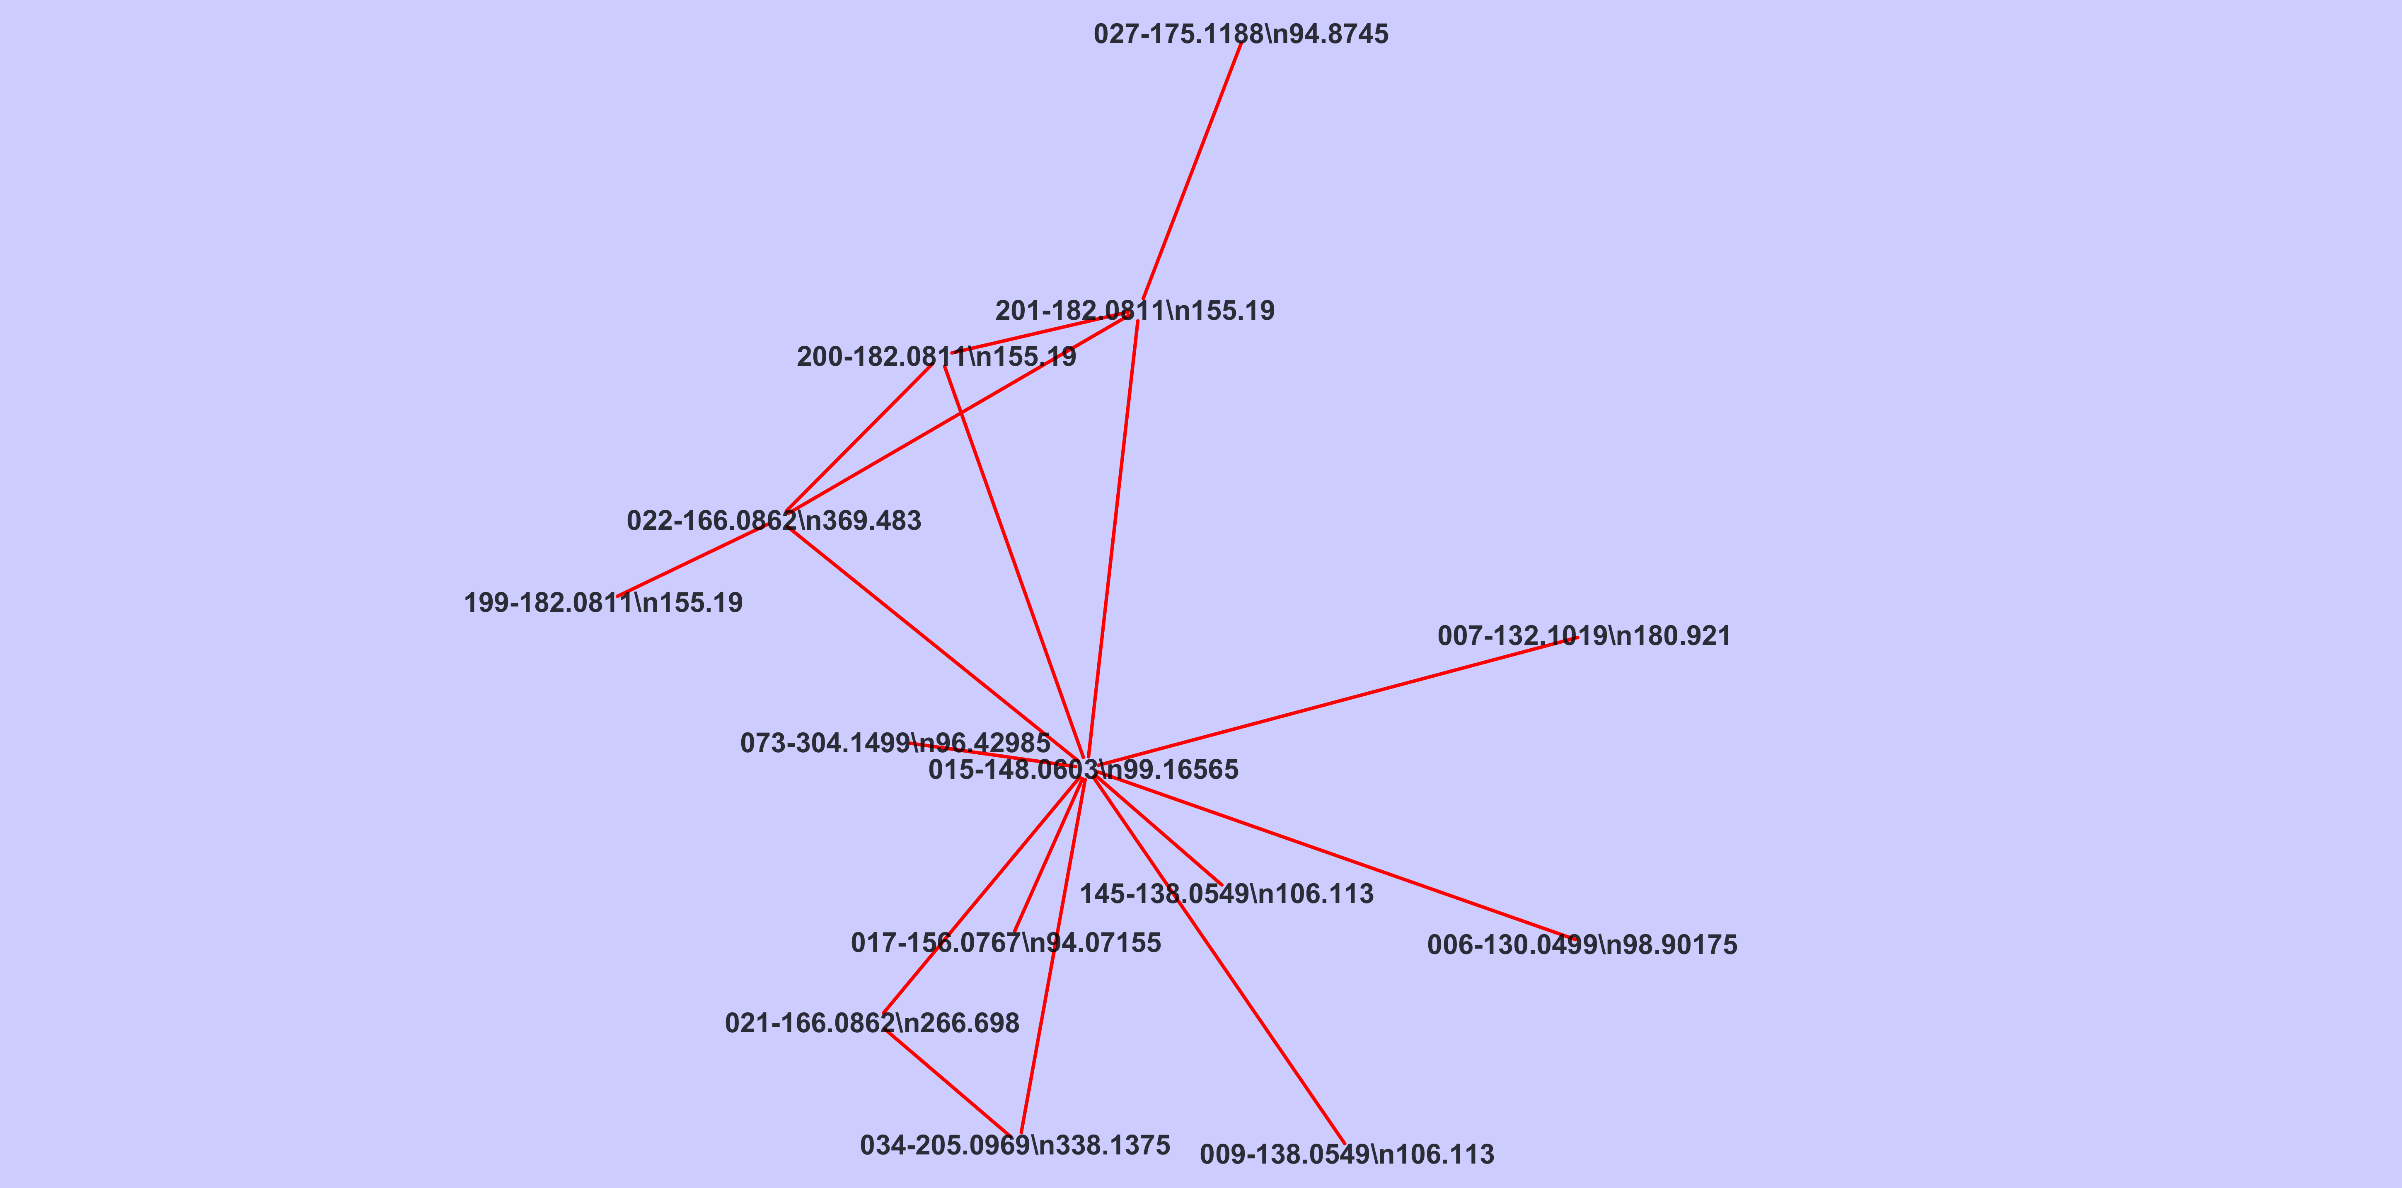 027-175.1188\n94.8745
201-182.0811\n155.19
200-182.0811\n155.19
022-166.0862\n369.483
199-182.0811\n155.19
007-132.1019\n180.921
073-304.1499\n96.42985
015-148.0603\n99.16565
145-138.0549\n106.113
017-156.0767\n94.07155
006-130.0499\n98.90175
021-166.0862\n266.698
034-205.0969\n338.1375
009-138.0549\n106.113